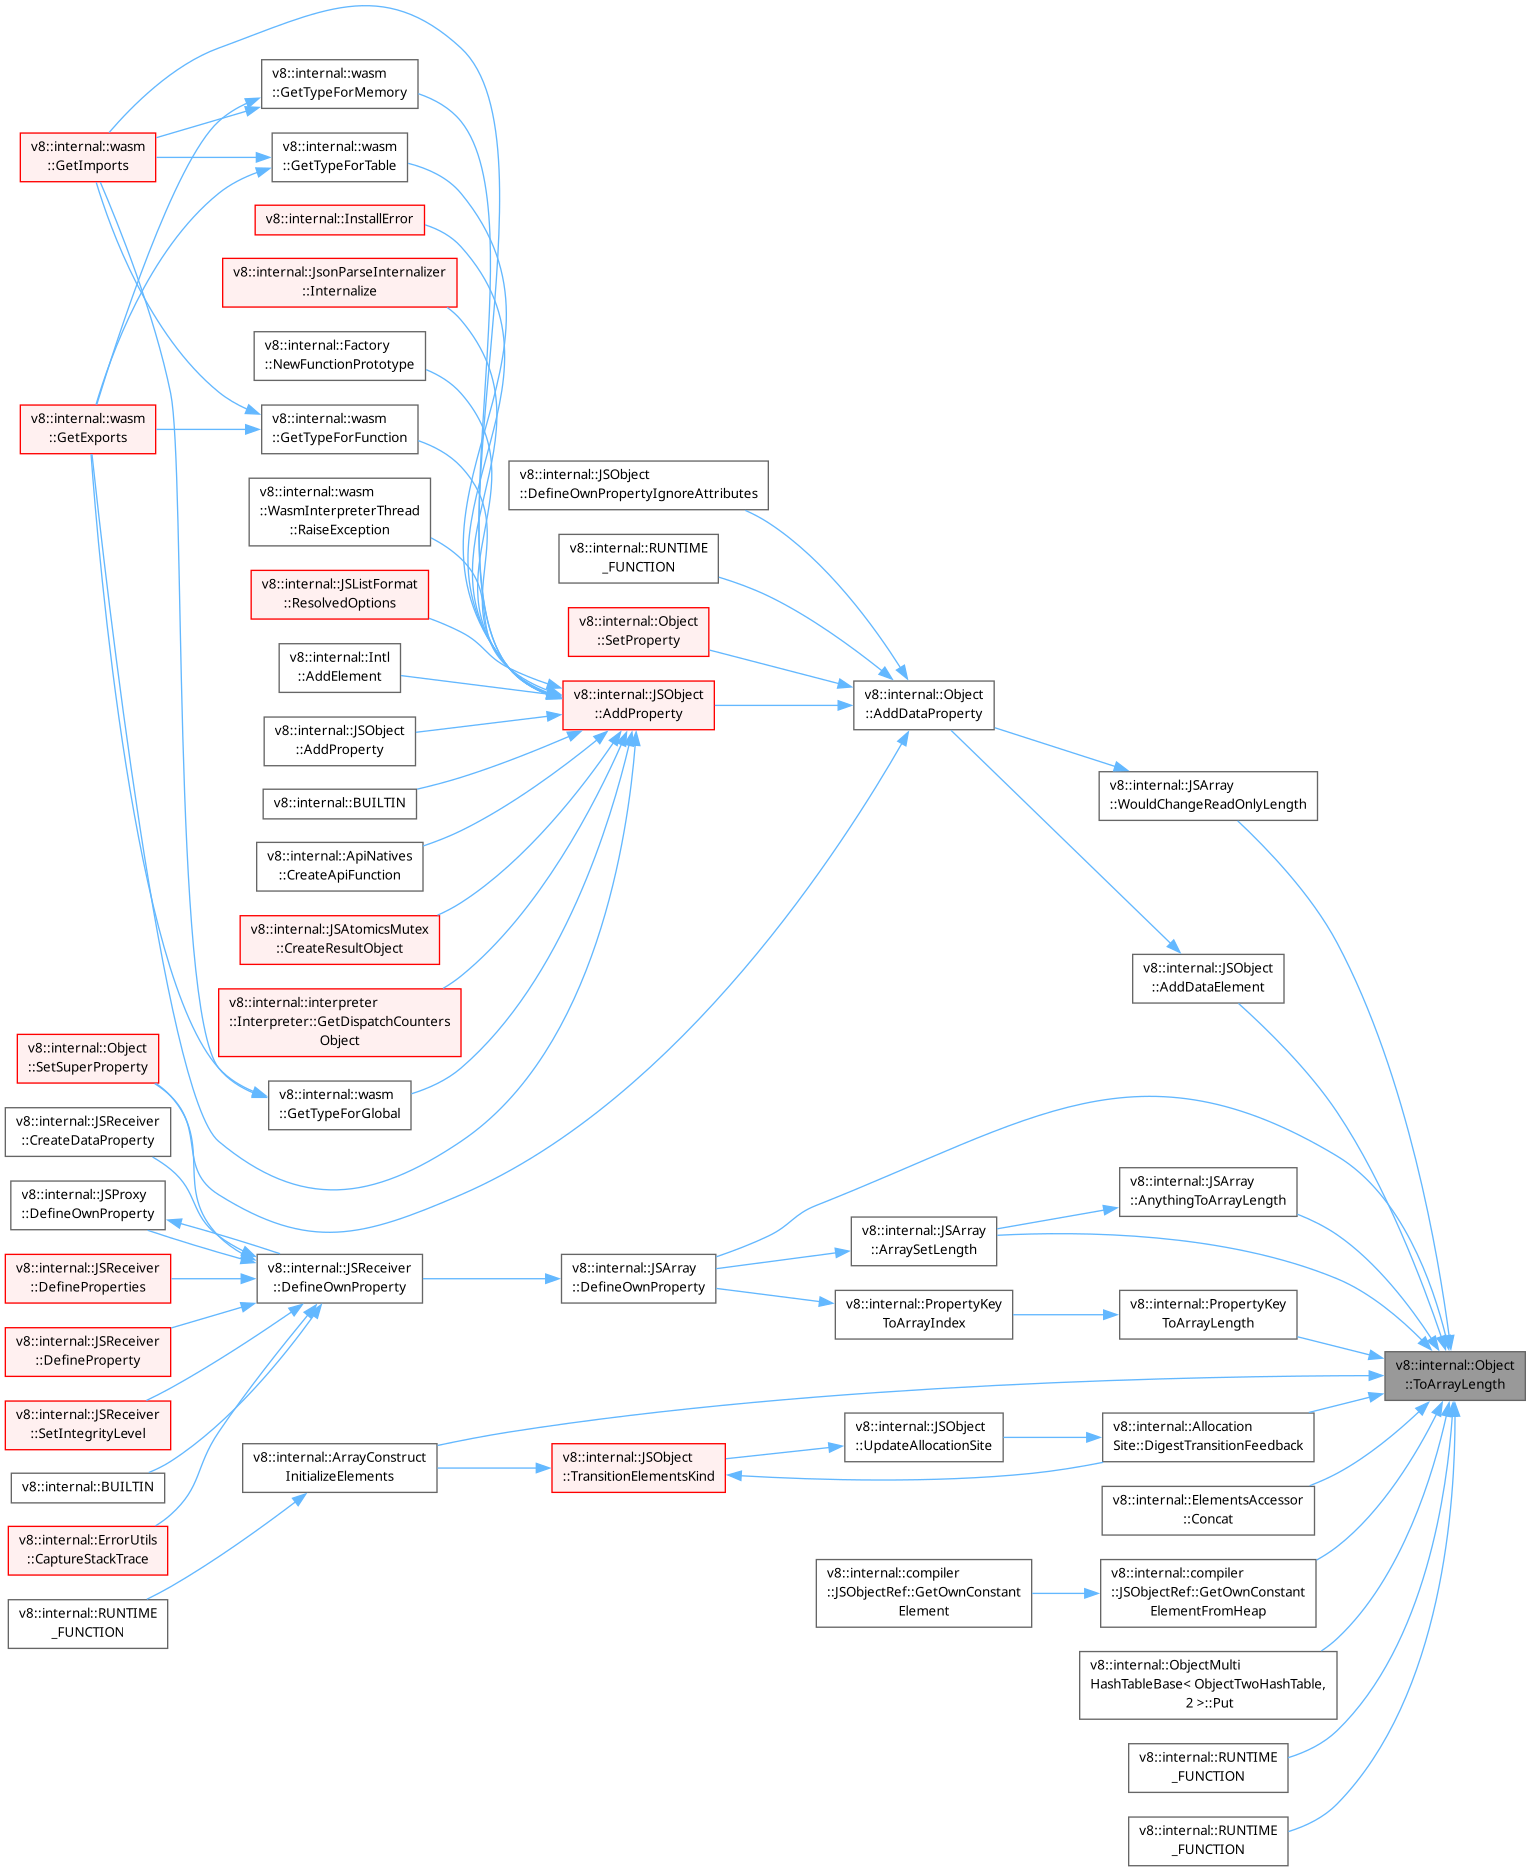 v8::internal::wasm
::GetTypeForMemory
v8::internal::wasm
::GetImports
v8::internal::wasm
::GetTypeForTable
v8::internal::InstallError
v8::internal::JsonParseInternalizer
::Internalize
v8::internal::Factory
::NewFunctionPrototype
v8::internal::wasm
::GetExports
v8::internal::wasm
::GetTypeForFunction
v8::internal::JSObject
::DefineOwnPropertyIgnoreAttributes
v8::internal::wasm
::WasmInterpreterThread
::RaiseException
v8::internal::RUNTIME
_FUNCTION
v8::internal::JSListFormat
::ResolvedOptions
v8::internal::Object
::SetProperty
v8::internal::Intl
::AddElement
v8::internal::JSObject
::AddProperty
v8::internal::Object
::AddDataProperty
v8::internal::JSObject
::AddProperty
v8::internal::BUILTIN
v8::internal::JSArray
::WouldChangeReadOnlyLength
v8::internal::ApiNatives
::CreateApiFunction
v8::internal::JSAtomicsMutex
::CreateResultObject
v8::internal::JSObject
::AddDataElement
v8::internal::interpreter
::Interpreter::GetDispatchCounters
Object
v8::internal::Object
::SetSuperProperty
v8::internal::wasm
::GetTypeForGlobal
v8::internal::JSReceiver
::CreateDataProperty
v8::internal::JSProxy
::DefineOwnProperty
v8::internal::JSArray
::AnythingToArrayLength
v8::internal::JSArray
::ArraySetLength
v8::internal::JSReceiver
::DefineProperties
v8::internal::JSReceiver
::DefineOwnProperty
v8::internal::JSArray
::DefineOwnProperty
v8::internal::PropertyKey
ToArrayIndex
v8::internal::PropertyKey
ToArrayLength
v8::internal::JSReceiver
::DefineProperty
v8::internal::Object
::ToArrayLength
v8::internal::JSReceiver
::SetIntegrityLevel
v8::internal::JSObject
::UpdateAllocationSite
v8::internal::Allocation
Site::DigestTransitionFeedback
v8::internal::ArrayConstruct
InitializeElements
v8::internal::JSObject
::TransitionElementsKind
v8::internal::BUILTIN
v8::internal::ElementsAccessor
::Concat
v8::internal::ErrorUtils
::CaptureStackTrace
v8::internal::compiler
::JSObjectRef::GetOwnConstant
Element
v8::internal::compiler
::JSObjectRef::GetOwnConstant
ElementFromHeap
v8::internal::RUNTIME
_FUNCTION
v8::internal::ObjectMulti
HashTableBase< ObjectTwoHashTable,
2 >::Put
v8::internal::RUNTIME
_FUNCTION
v8::internal::RUNTIME
_FUNCTION